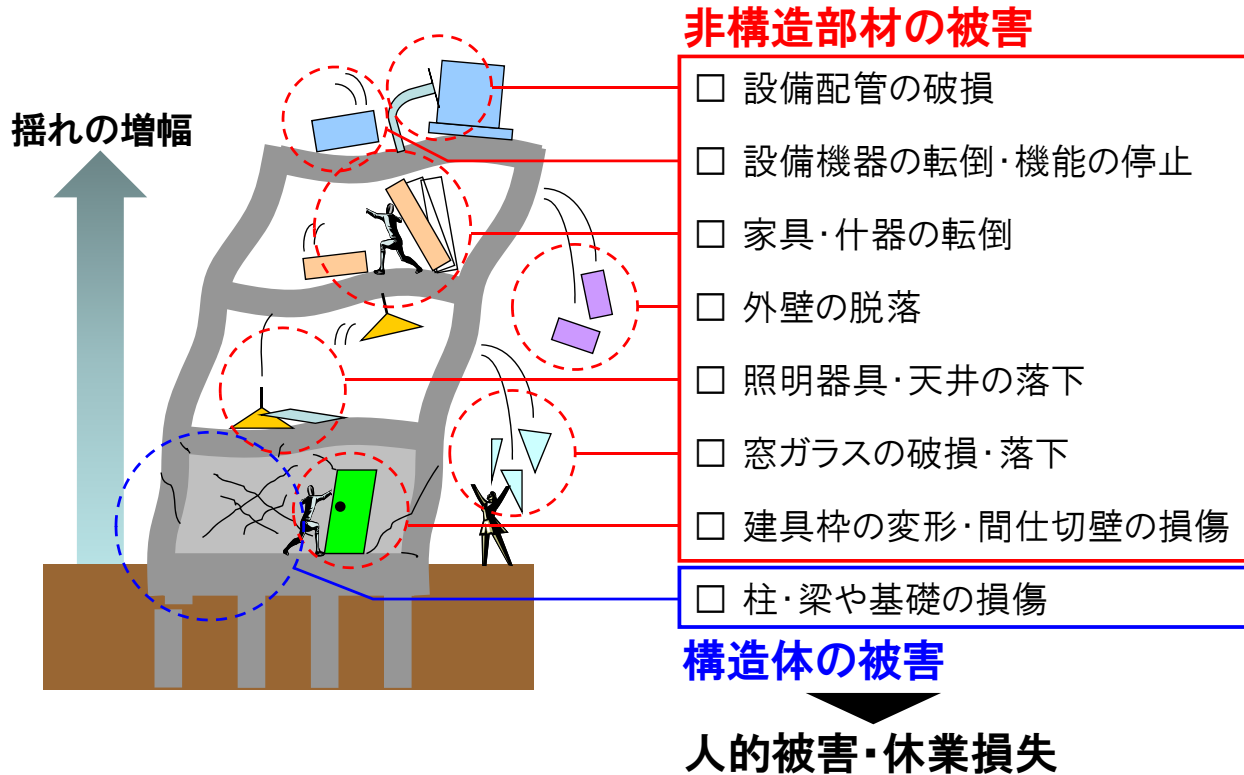 非構造部材の被害
揺れの増幅
□ 設備配管の破損
□ 設備機器の転倒・機能の停止
□ 家具・什器の転倒
□ 外壁の脱落
□ 照明器具・天井の落下
□ 窓ガラスの破損・落下
□ 建具枠の変形・間仕切壁の損傷
□ 柱・梁や基礎の損傷
構造体の被害
人的被害・休業損失